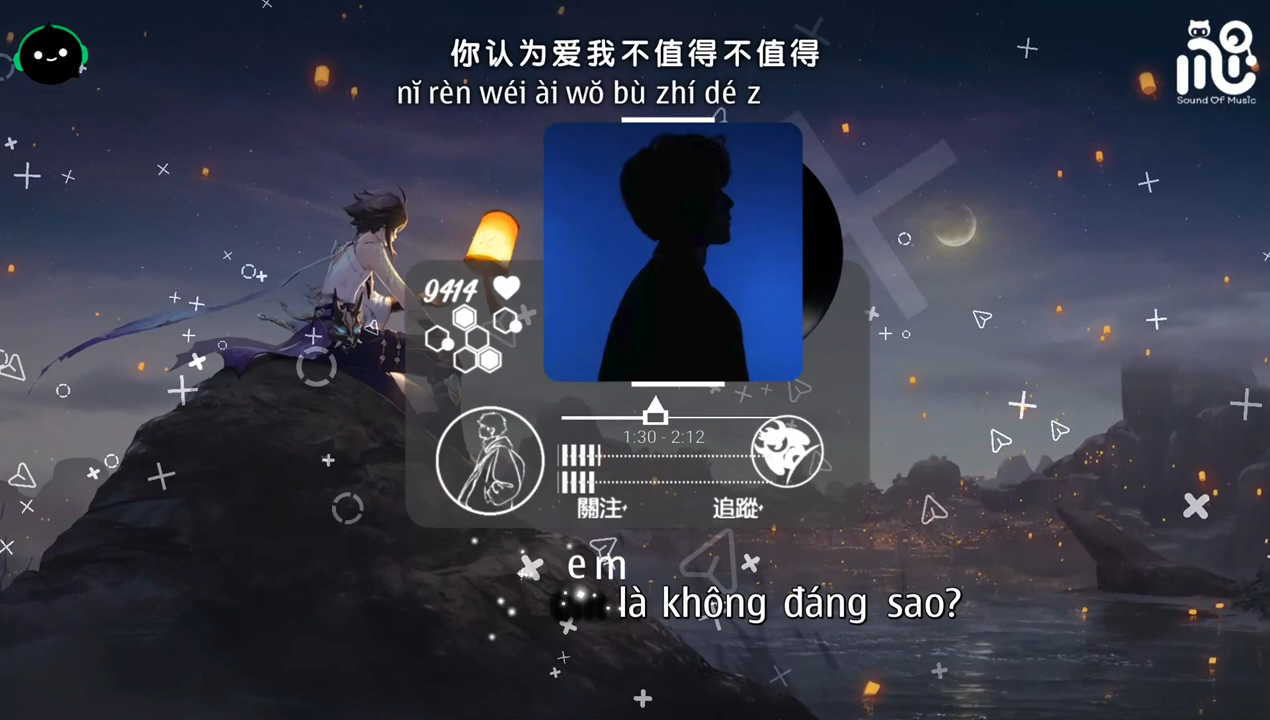 你认为爱我不值得不值得
nǐ rèn wéi ài wǒ bù zhí dé z
Sound Of Music
9414
1:30 - 2:12
關注
追蹤
em
là không đáng sao?